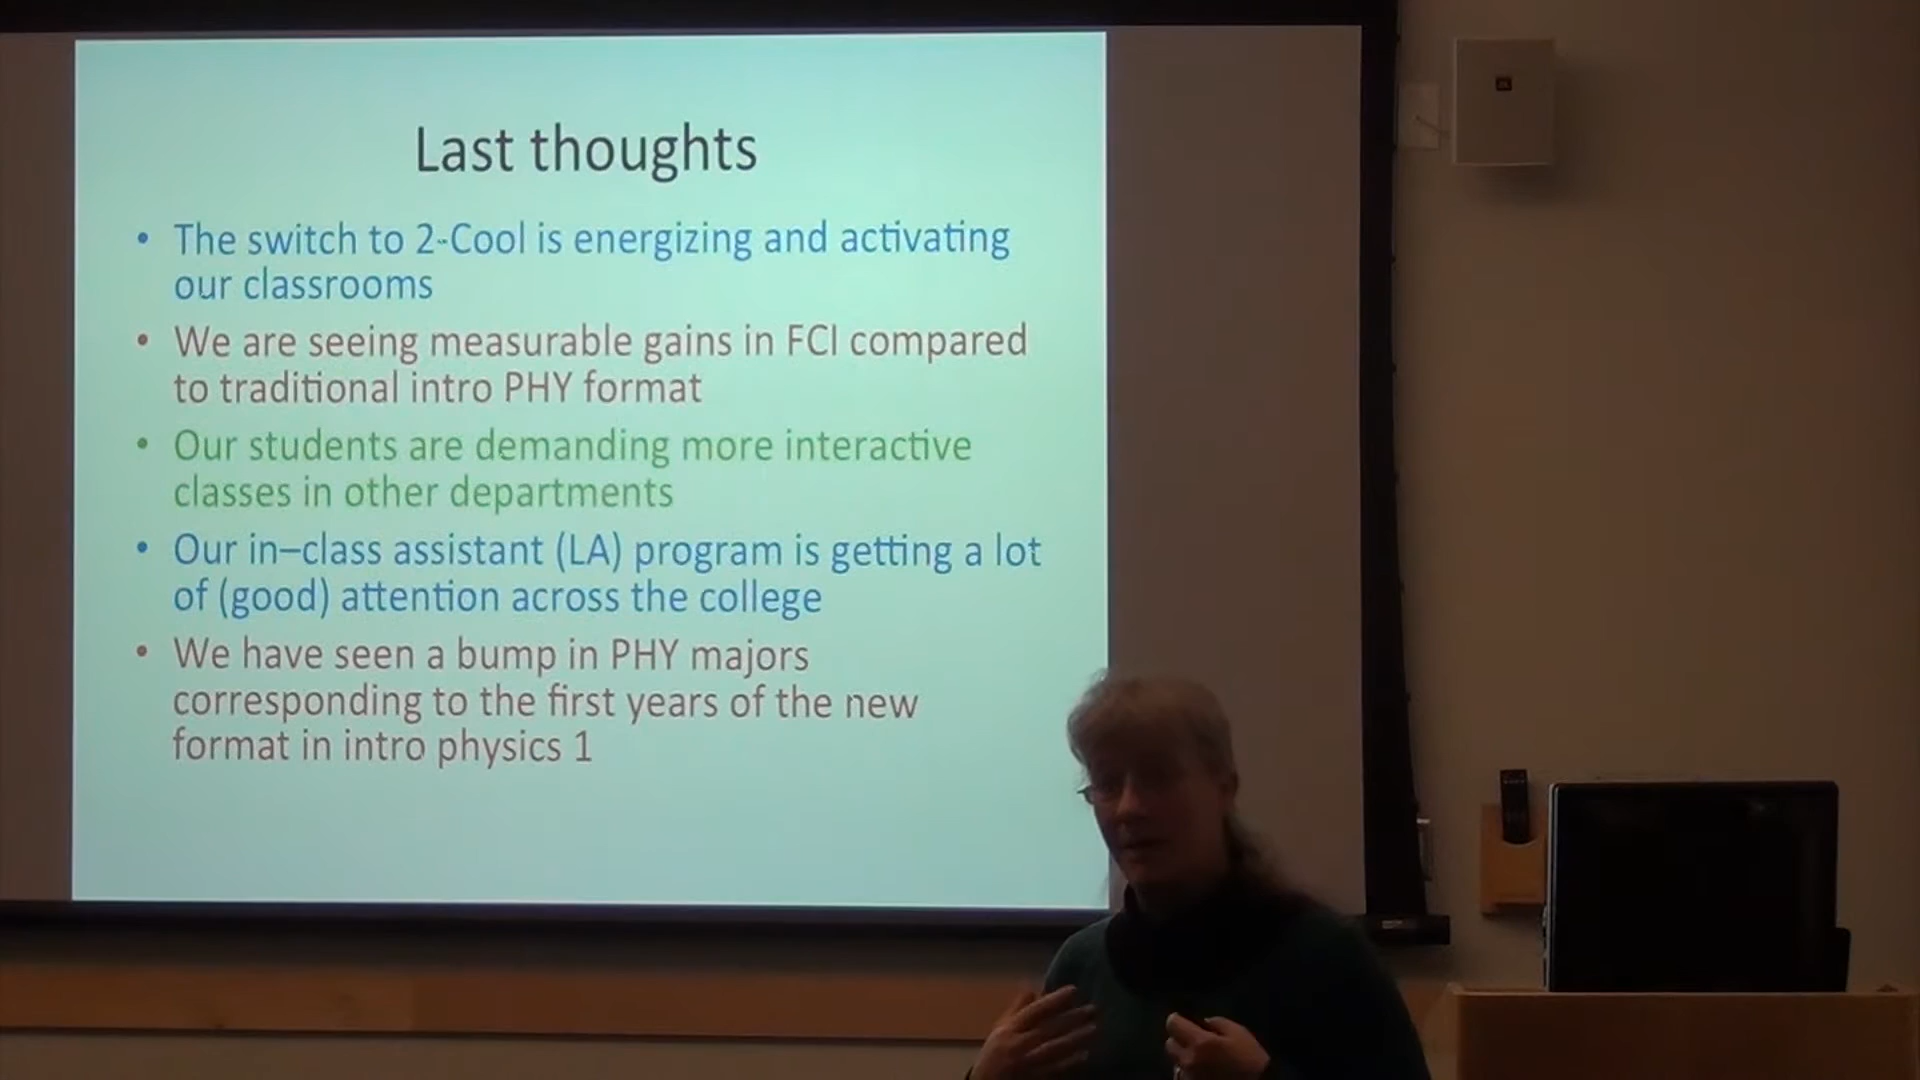 Last thoughts
• The switch to 2-Cool is energizing and activating
our classrooms
• We are seeing measurable gains in FCI compared
to traditional intro PHY format
• Our students are demanding more interactive
classes in other departments
• Our in–class assistant (LA) program is getting a lot
of (good) attention across the college
• We have seen a bump in PHY majors
corresponding to the first years of the new
format in intro physics 1